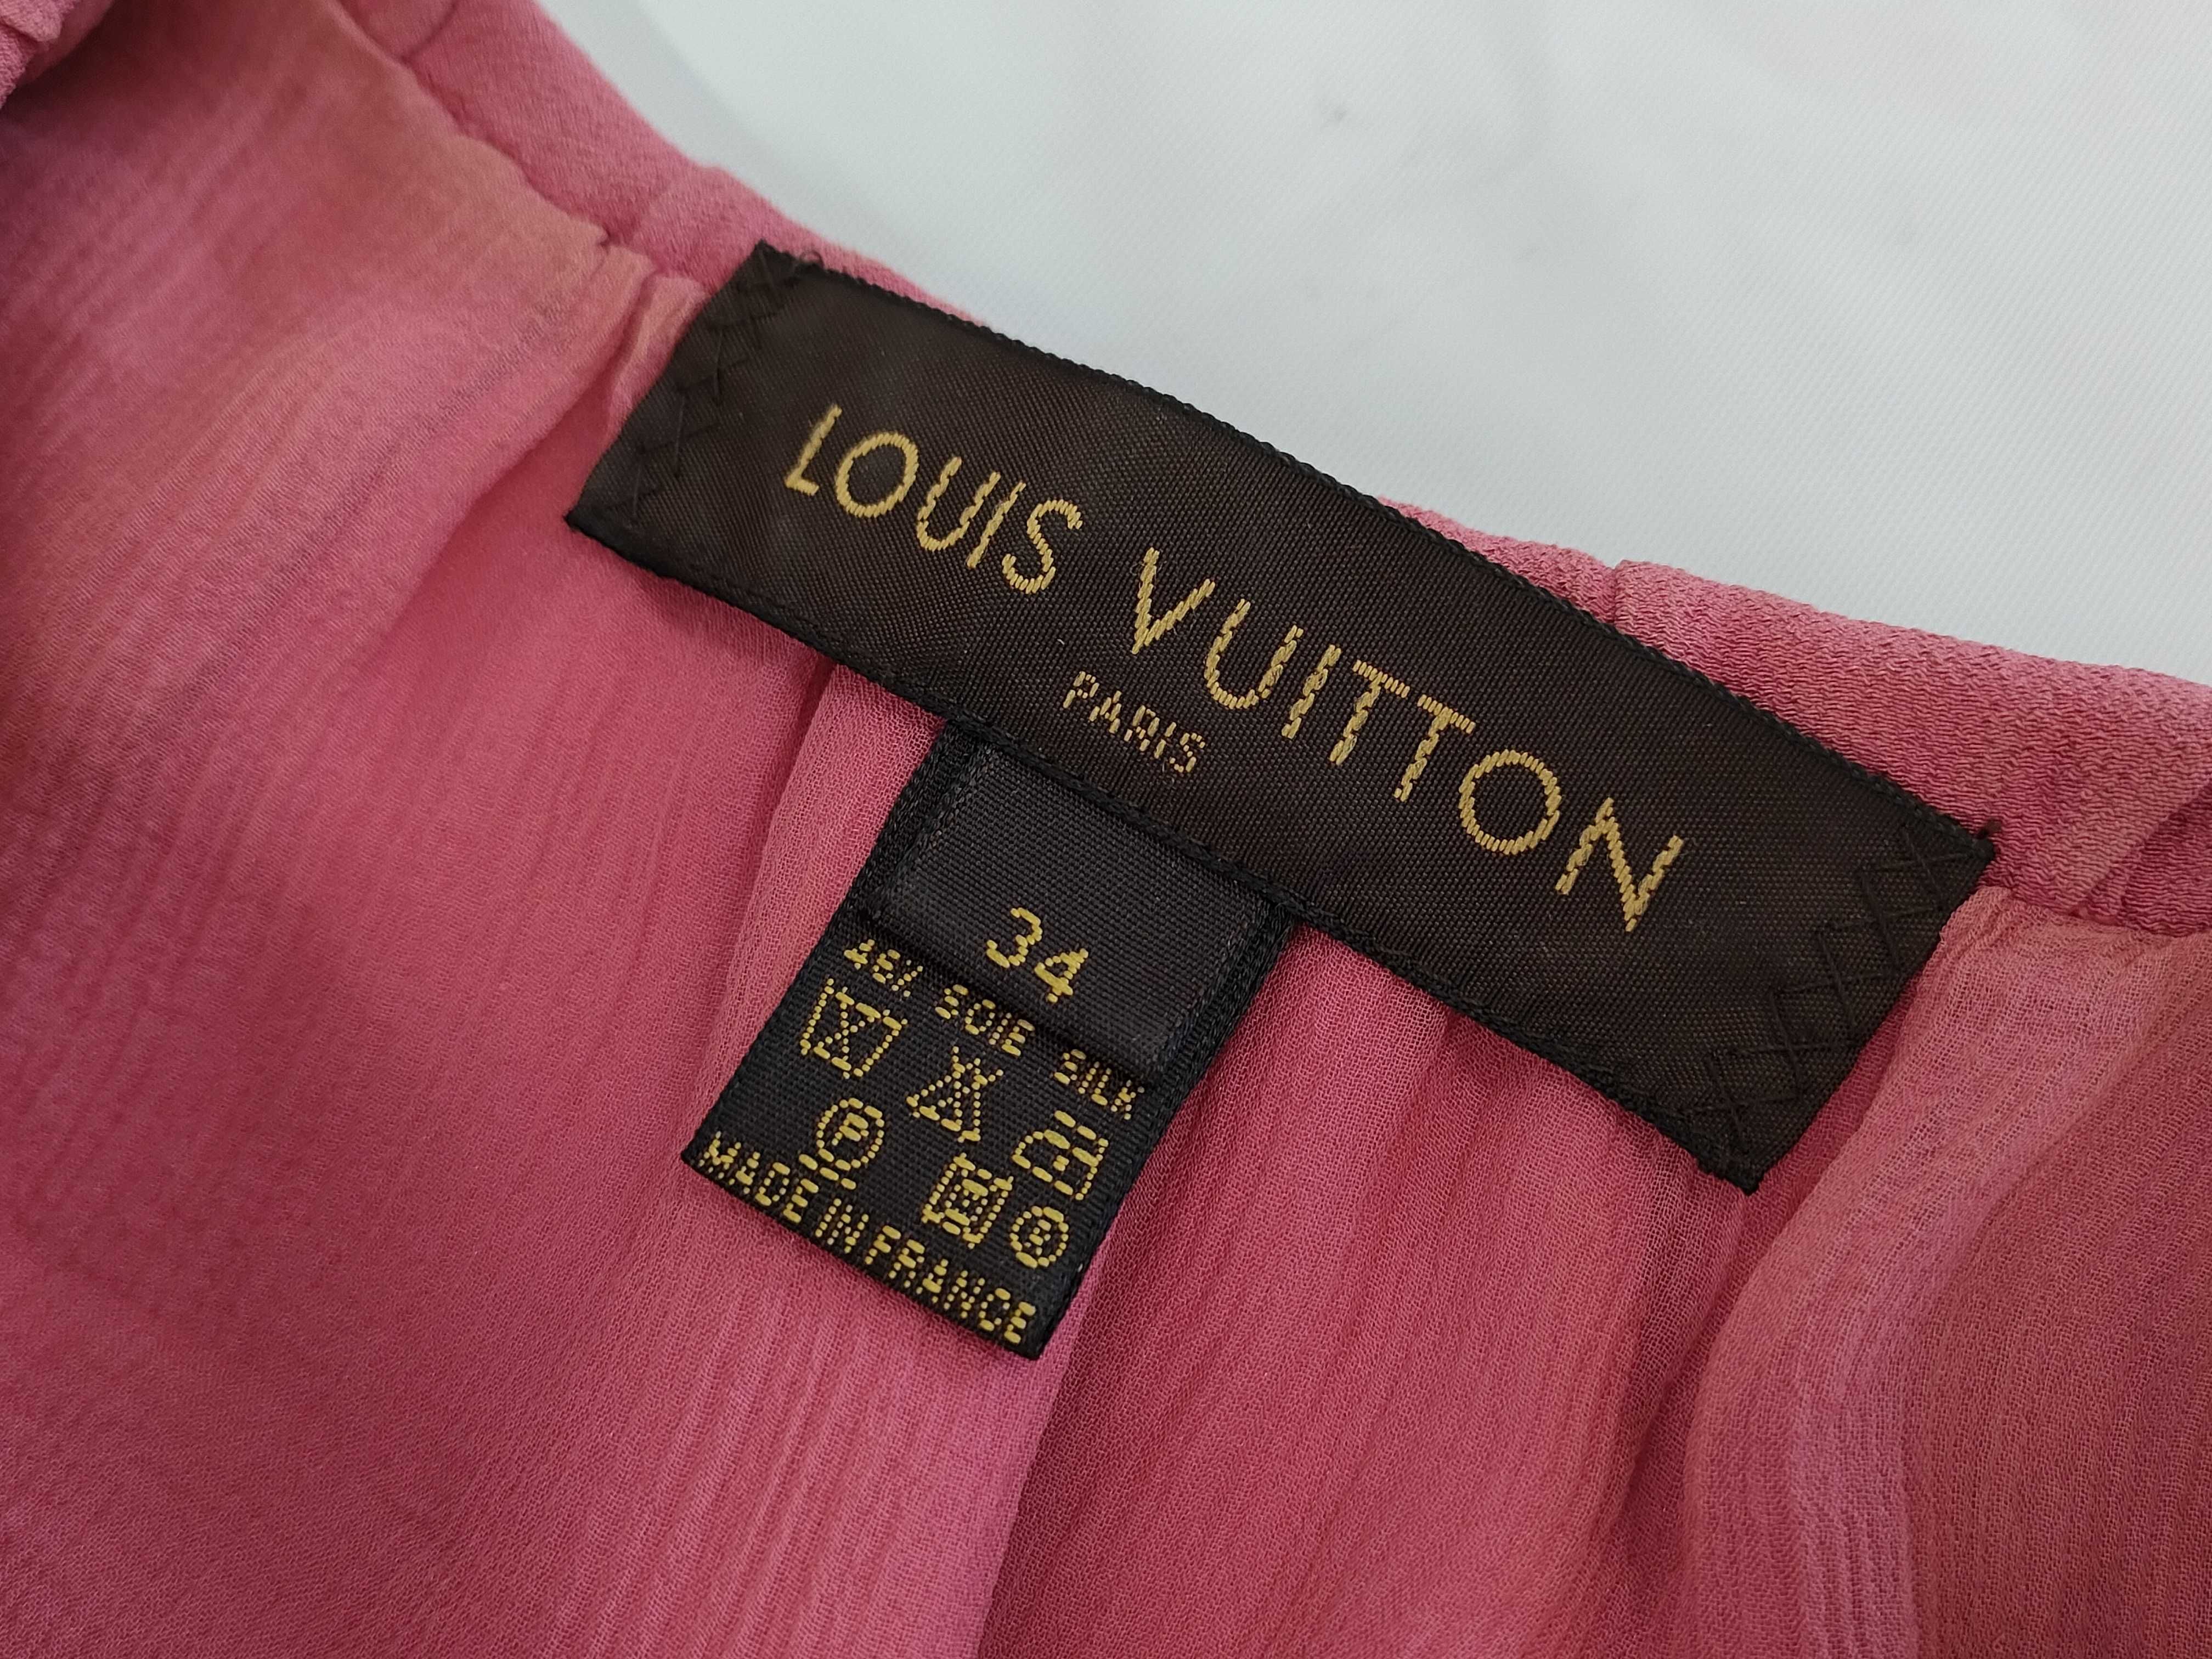 LOUIS VUITTON
PARIS
34
SOIE SILK
MADE IN FRANCE